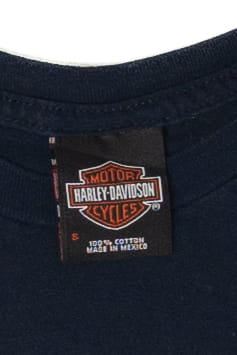 MOTOR
HARLEY-DAVIDSON
CYCLES ®
S
100% COTTON
MADE IN MEXICO